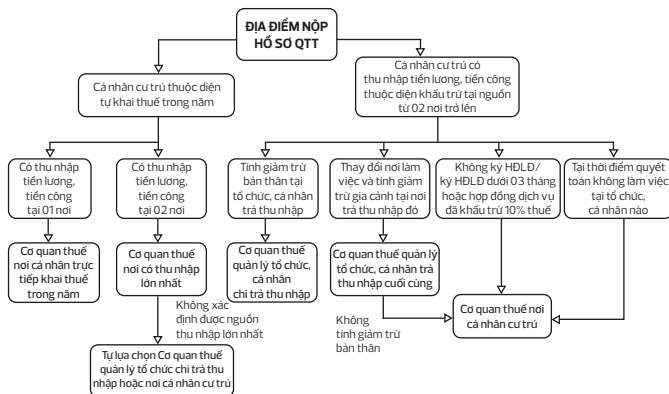 ĐỊA ĐIỂM NỘP
HỒ SƠ QTT
Cá nhân cư trú thuộc diện
tự khai thuế trong năm
Cá nhân cư trú có
thu nhập tiền lương, tiền công
thuộc diện khấu trừ tại nguồn
từ 02 nơi trở lên
Có thu nhập
tiền lương,
tiền công
tại 01 nơi
Có thu nhập
tiền lương,
tiền công
tại 02 nơi
Tính giảm trừ
bản thân tại
tổ chức, cá nhân
trả thu nhập
Thay đổi nơi làm
việc và tính giảm
trừ gia cảnh tại nơi
trả thu nhập đó
Không ký HĐLĐ/
ký HĐLĐ dưới 03 tháng
hoặc hợp đồng dịch vụ
đã khấu trừ 10% thuế
Tại thời điểm quyết
toán không làm việc
tại tổ chức,
cá nhân nào
Cơ quan thuế
nơi cá nhân trực
tiếp khai thuế
trong năm
Cơ quan thuế
nơi có thu nhập
lớn nhất
Cơ quan thuế
quản lý tổ chức,
cá nhân
chi trả thu nhập
Cơ quan thuế quản lý
tổ chức, cá nhân trả
thu nhập cuối cùng
Không xác
định được nguồn
thu nhập lớn nhất
Không
tính giảm trừ
bản thân
Cơ quan thuế nơi
cá nhân cư trú
Tự lựa chọn Cơ quan thuế
quản lý tổ chức chi trả thu
nhập hoặc nơi cá nhân cư trú